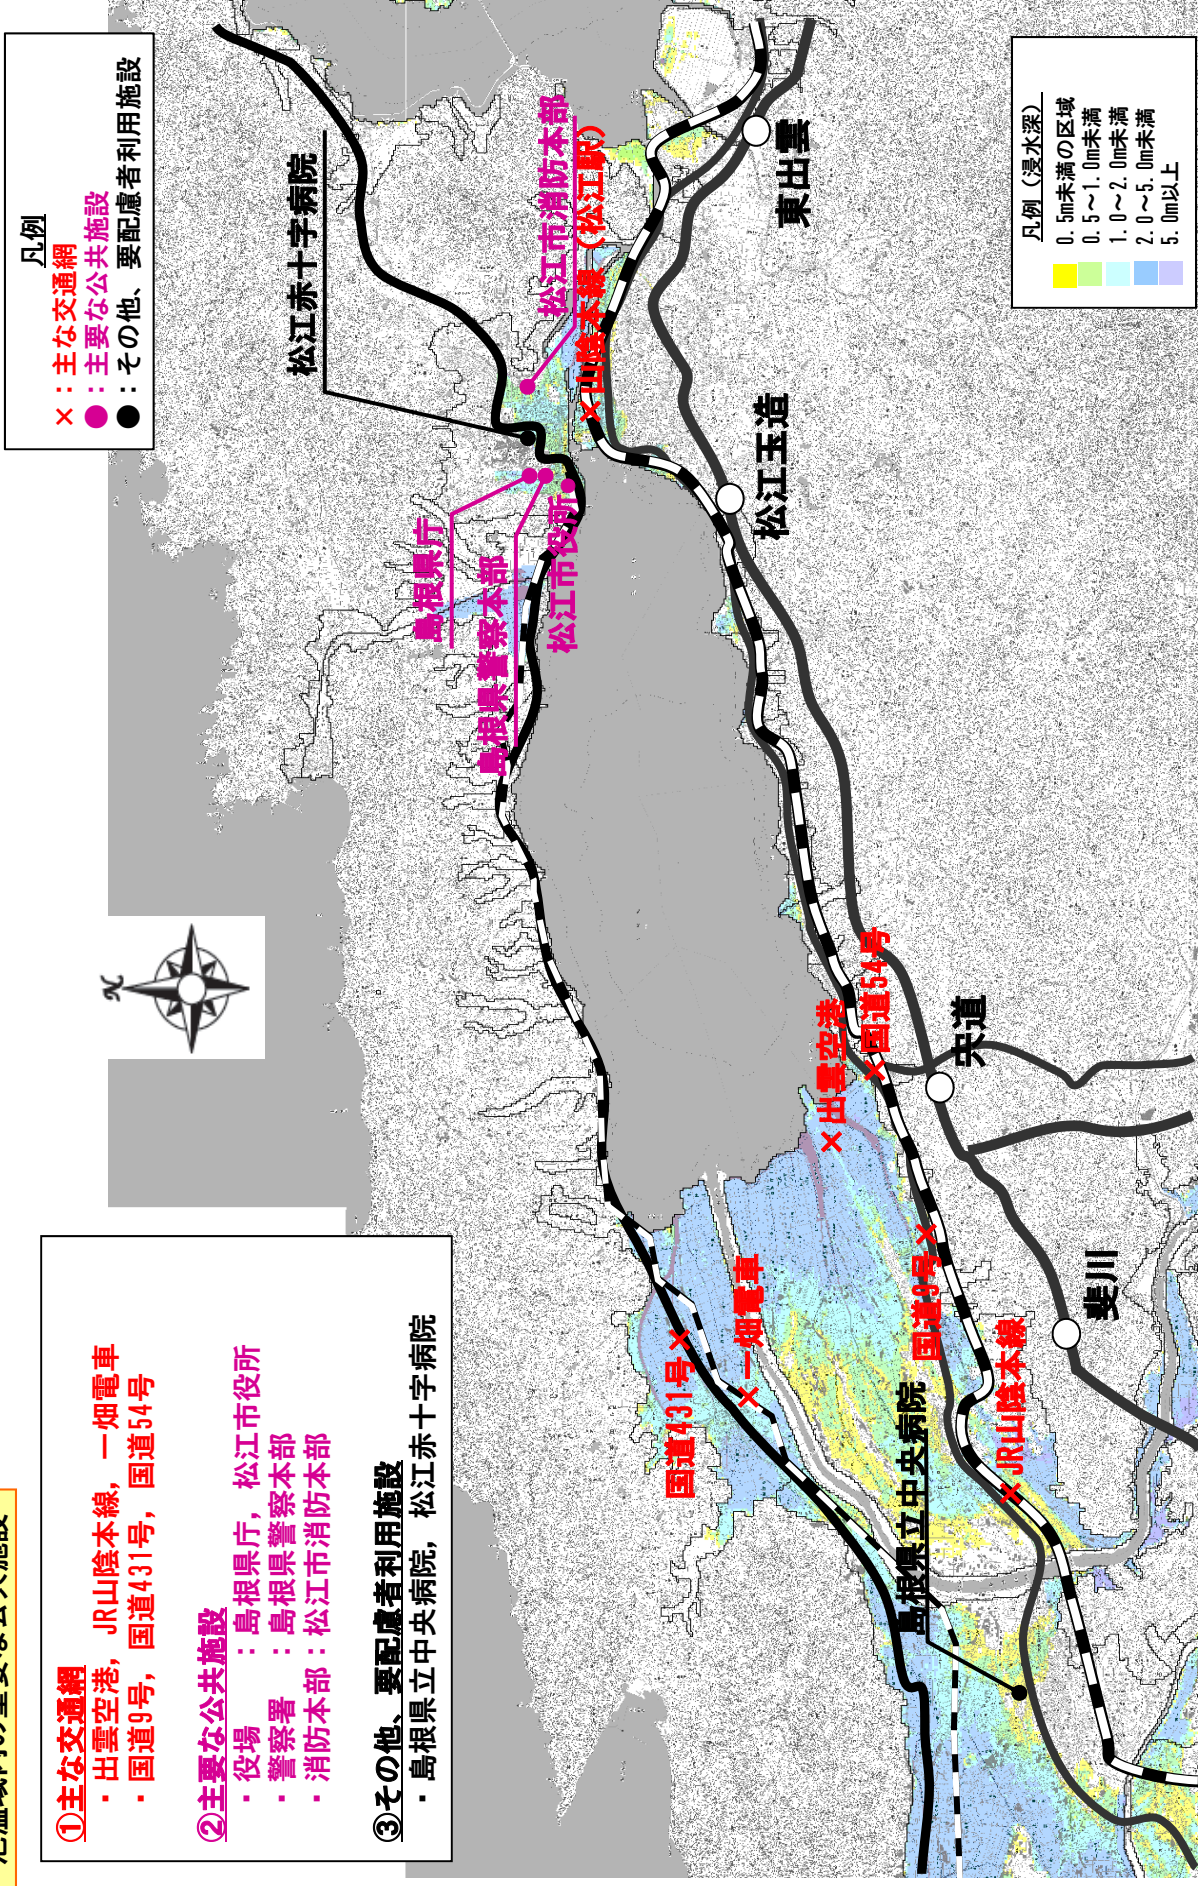 氾濫域内の主要な公共施設
①主な交通網
・出雲空港，JR山陰本線，一畑電車
・国道9号，国道431号，国道54号
②主要な公共施設
・役場　　：島根県庁，松江市役所
・警察署　：島根県警察本部
・消防本部：松江市消防本部
③その他、要配慮者利用施設
・島根県立中央病院，松江赤十字病院
N
凡例
×：主な交通網
●：主要な公共施設
●：その他、要配慮者利用施設
松江赤十字病院
島根県庁
島根県警察本部
松江市役所
松江市消防本部
山陰本線（松江駅）
東出雲
松江玉造
国道431号
一畑電車
出雲空港
国道54号
宍道
国道9号
島根県立中央病院
JR山陰本線
斐川
凡例（浸水深）
0.5m未満の区域
0.5～1.0m未満
1.0～2.0m未満
2.0～5.0m未満
5.0m以上